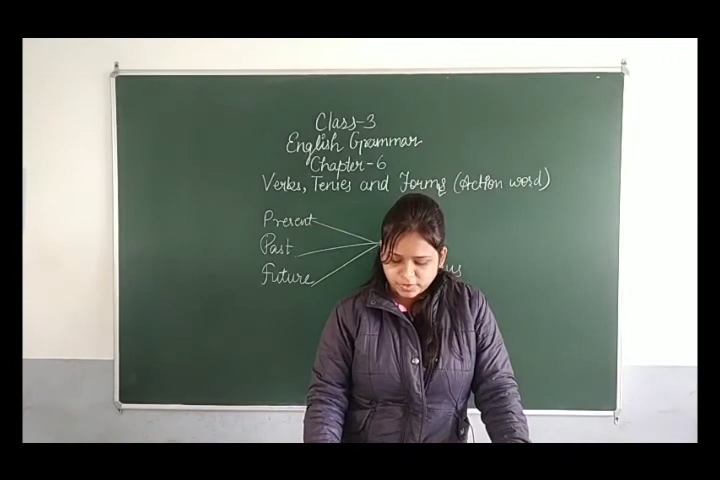 Class-3
English Grammar
Chapter-6
Verbs, Tenses and Forms (Action word)
Present
Past
Future